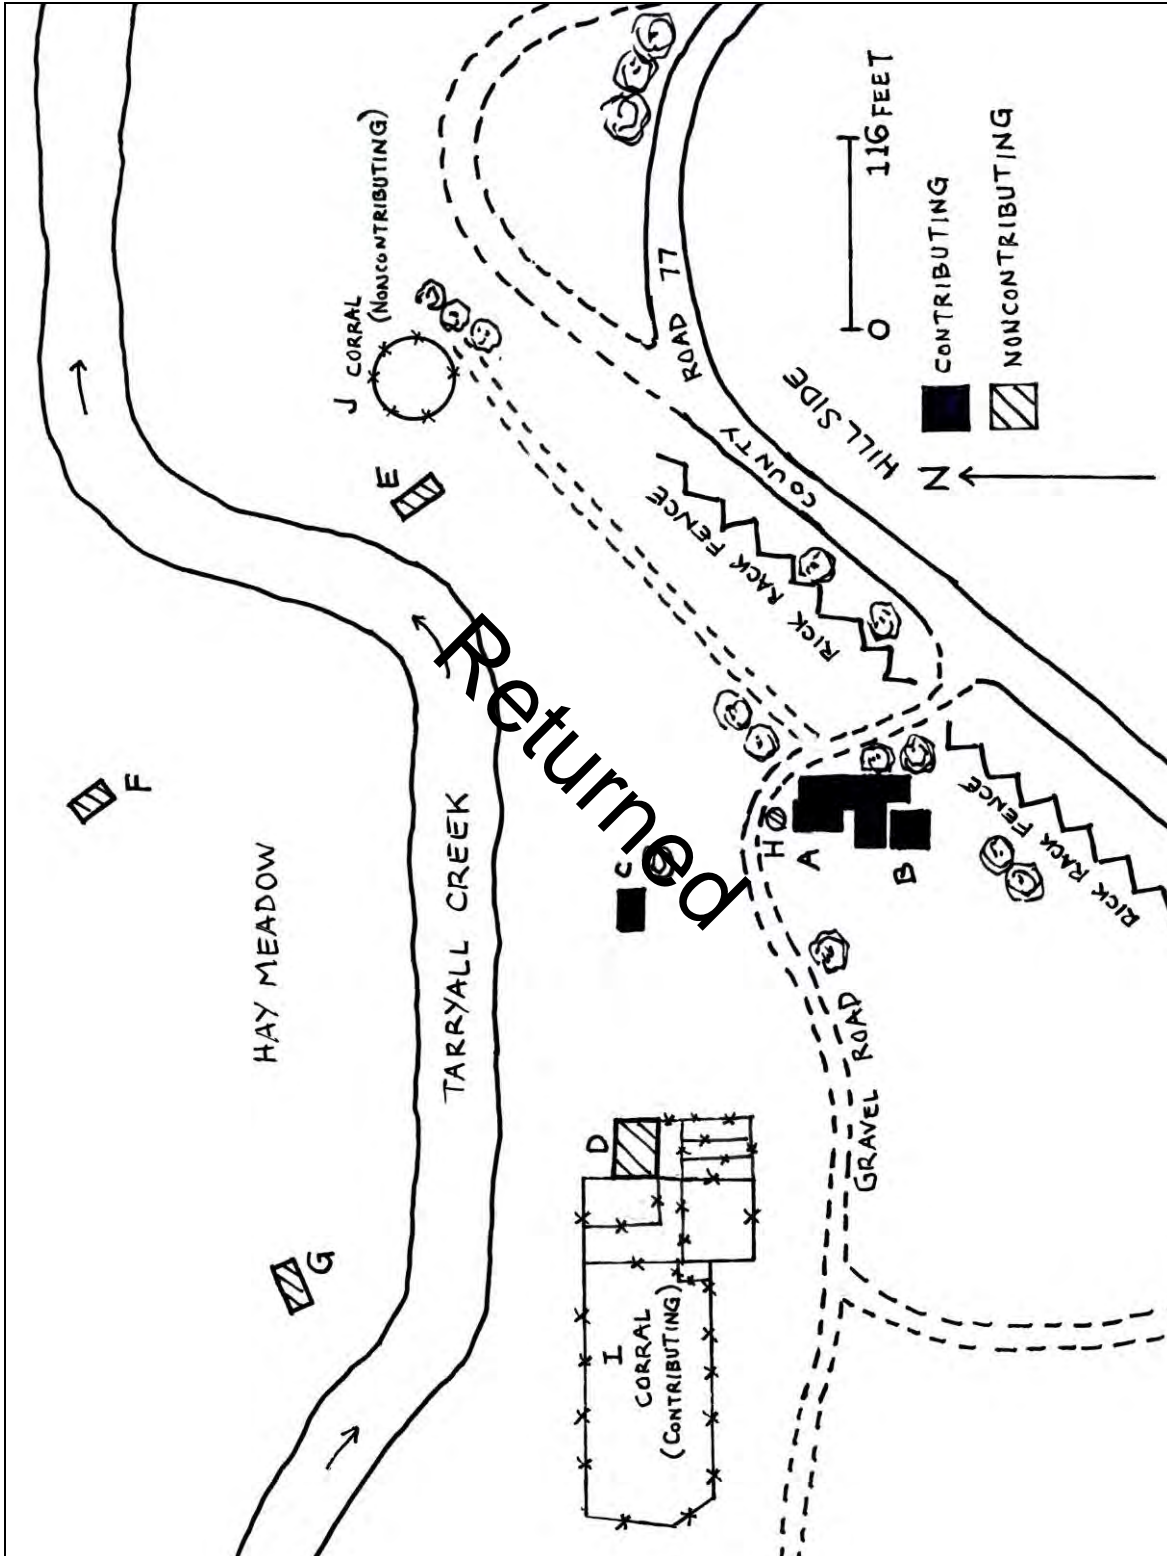 HAY MEADOW
TARRYALL CREEK
F
G
E
J
CORRAL
(NONCONTRIBUTING)
C
D
I
CORRAL
(CONTRIBUTING)
H
A
B
GRAVEL ROAD
RICK RACK FENCE
RICK RACK FENCE
COUNTY ROAD 77
HILL SIDE
N
0 116 FEET
CONTRIBUTING
NONCONTRIBUTING
Returned